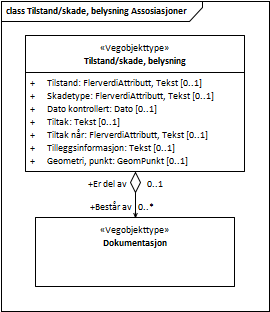 class Tilstand/skade, belysning Assosiasjoner
«Vegobjekttype»
Tilstand/skade, belysning
+ Tilstand: FlerverdiAttributt, Tekst [0..1]
+ Skadetype: FlerverdiAttributt, Tekst [0..1]
+ Dato kontrollert: Dato [0..1]
+ Tiltak: Tekst [0..1]
+ Tiltak når: FlerverdiAttributt, Tekst [0..1]
+ Tilleggsinformasjon: Tekst [0..1]
+ Geometri, punkt: GeomPunkt [0..1]
+Er del av 0..1
+Består av 0..*
«Vegobjekttype»
Dokumentasjon